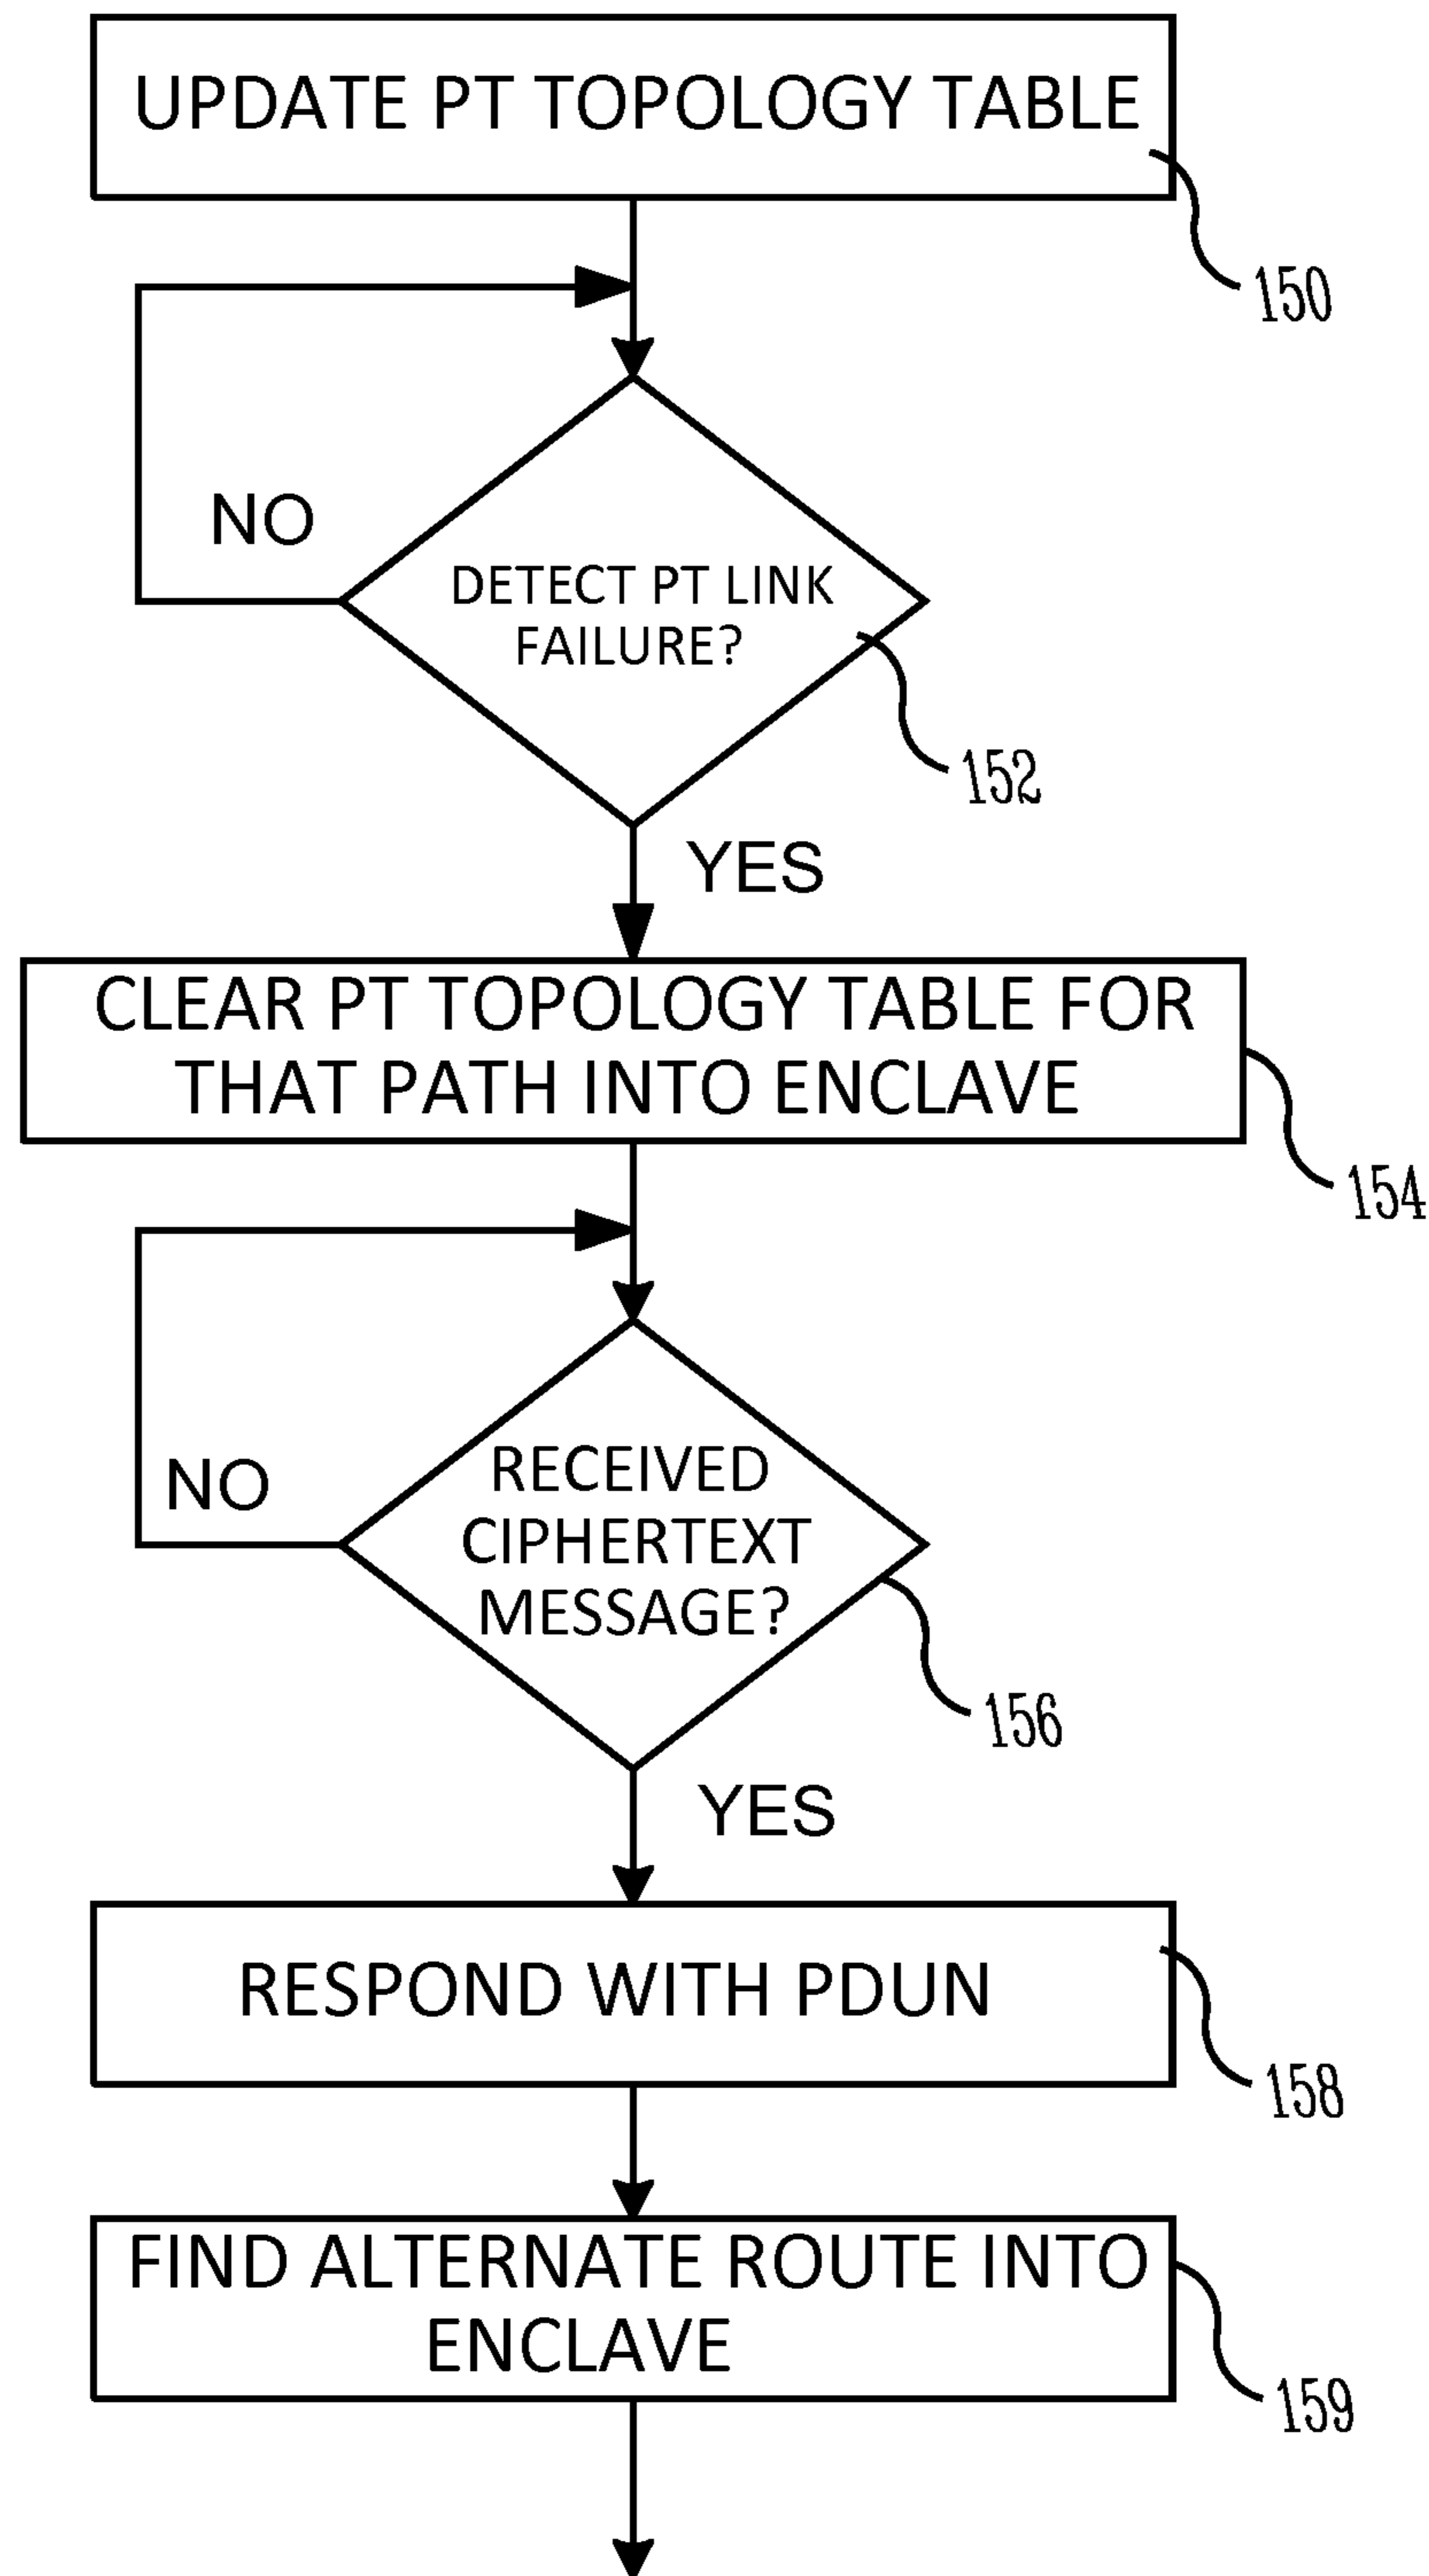 UPDATE PT TOPOLOGY TABLE
150
NO
DETECT PT LINK
FAILURE?
152
YES
CLEAR PT TOPOLOGY TABLE FOR
THAT PATH INTO ENCLAVE
154
NO
RECEIVED
CIPHERTEXT
MESSAGE?
156
YES
RESPOND WITH PDUN
158
FIND ALTERNATE ROUTE INTO
ENCLAVE
159